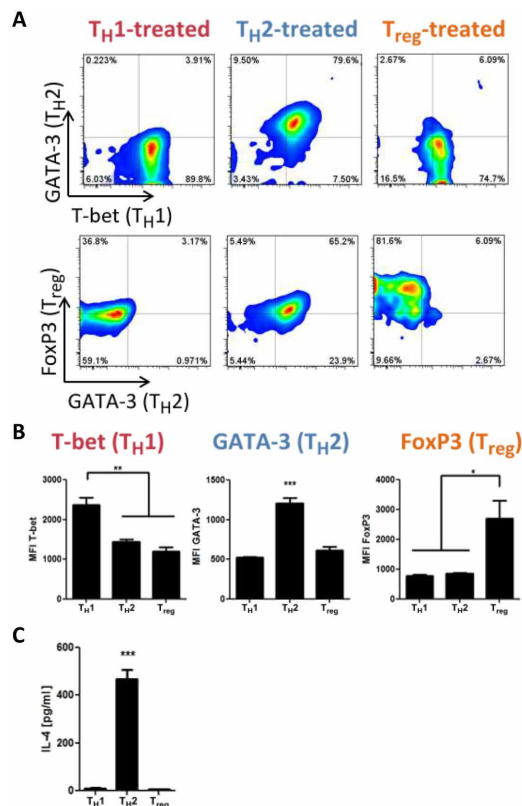 A
TH1-treated TH2-treated Treg-treated
GATA-3 (TH2)
0.223% 3.91% 9.50% 79.6% 2.67% 6.09%
6.03% 89.8% 3.43% 7.50% 16.5% 74.7%
T-bet (TH1)
FoxP3 (Treg)
36.8% 3.17% 5.49% 65.2% 81.6% 6.09%
59.1% 0.971% 5.44% 23.9% 9.66% 2.67%
GATA-3 (TH2)
B
T-bet (TH1) GATA-3 (TH2) FoxP3 (Treg)
MFI T-bet
3000
2000
1000
0
**
TH1 TH2 Treg
MFI GATA-3
1500
1000
500
0
***
TH1 TH2 Treg
MFI FoxP3
4000
3000
2000
1000
0
*
TH1 TH2 Treg
C
IL-4 [pg/ml]
600
400
200
0
***
TH1 TH2 Treg